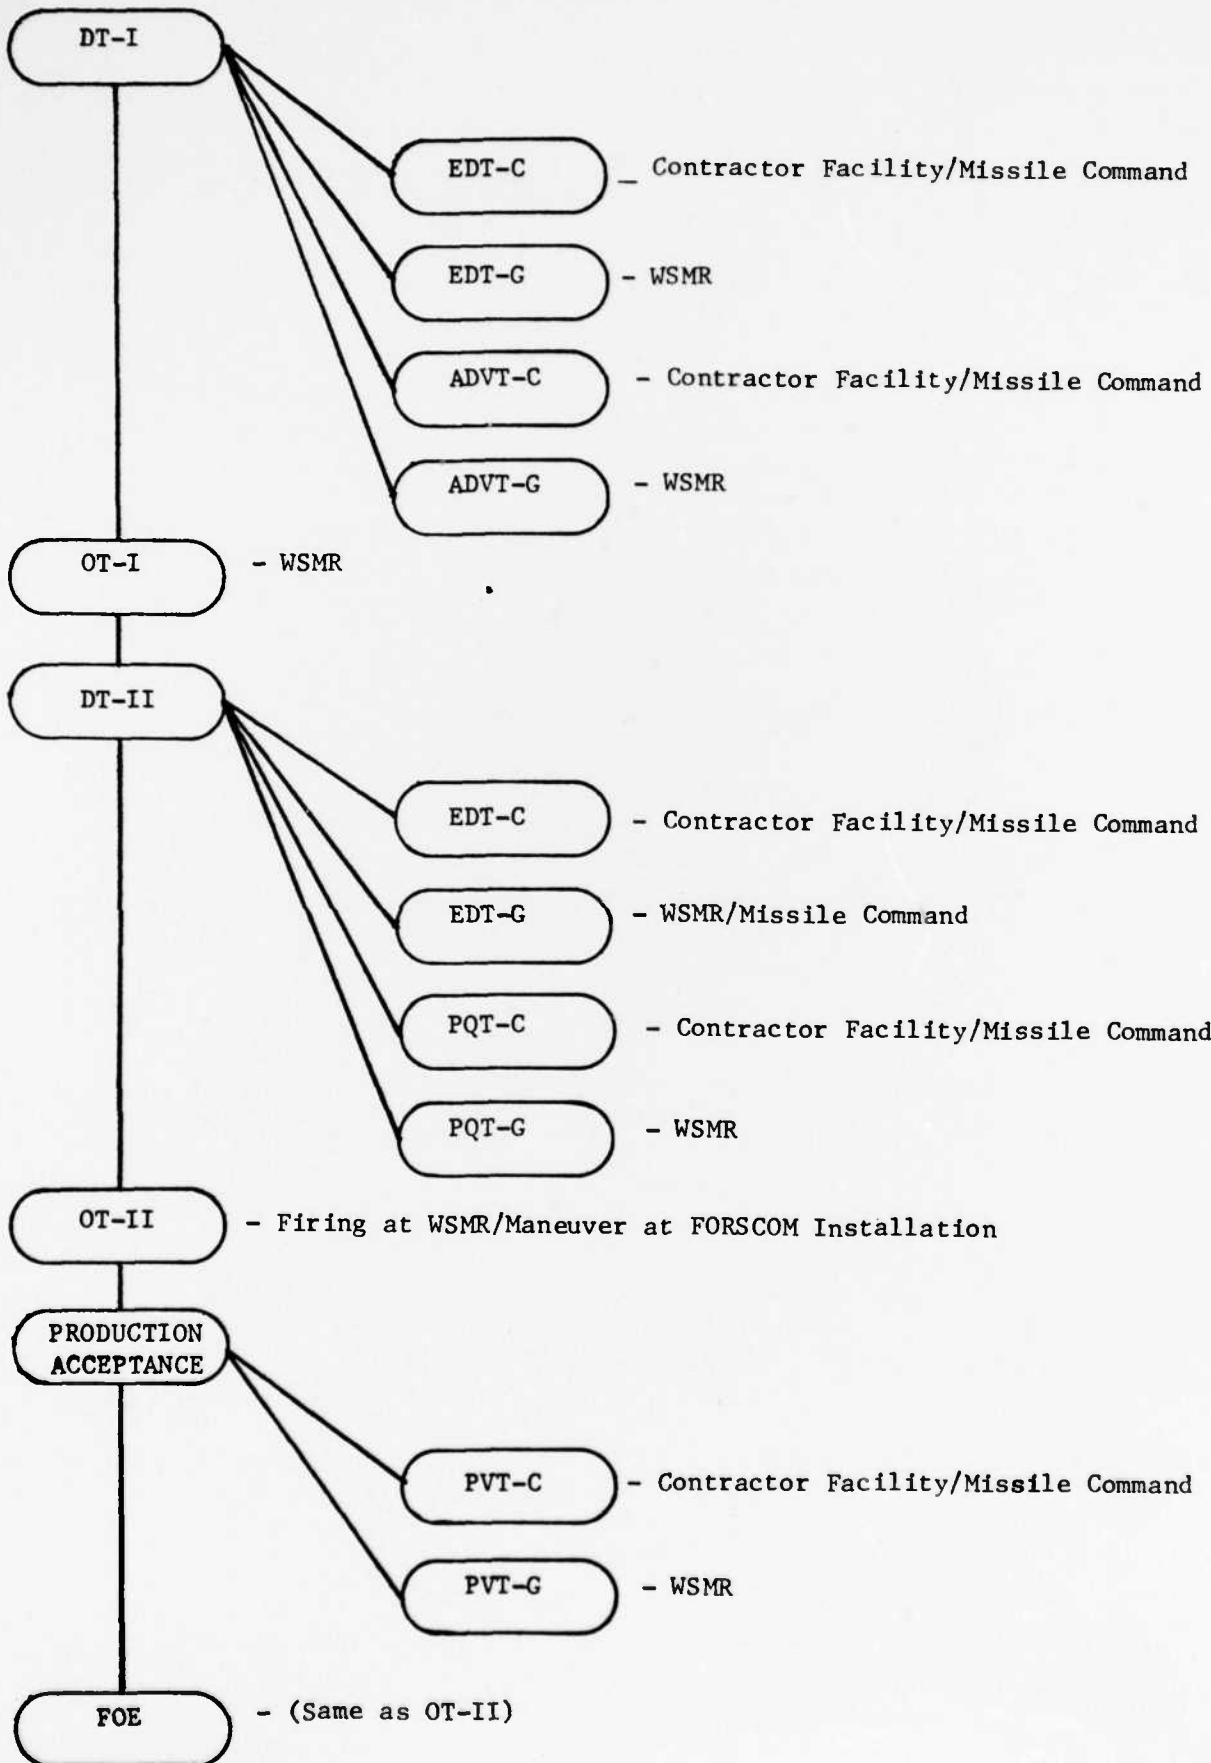 DT-I
EDT-C _ Contractor Facility/Missile Command
EDT-G - WSMR
ADVT-C - Contractor Facility/Missile Command
ADVT-G - WSMR
OT-I - WSMR
DT-II
EDT-C - Contractor Facility/Missile Command
EDT-G - WSMR/Missile Command
PQT-C - Contractor Facility/Missile Command
PQT-G - WSMR
OT-II - Firing at WSMR/Maneuver at FORSCOM Installation
PRODUCTION
ACCEPTANCE
PVT-C - Contractor Facility/Missile Command
PVT-G - WSMR
FOE - (Same as OT-II)